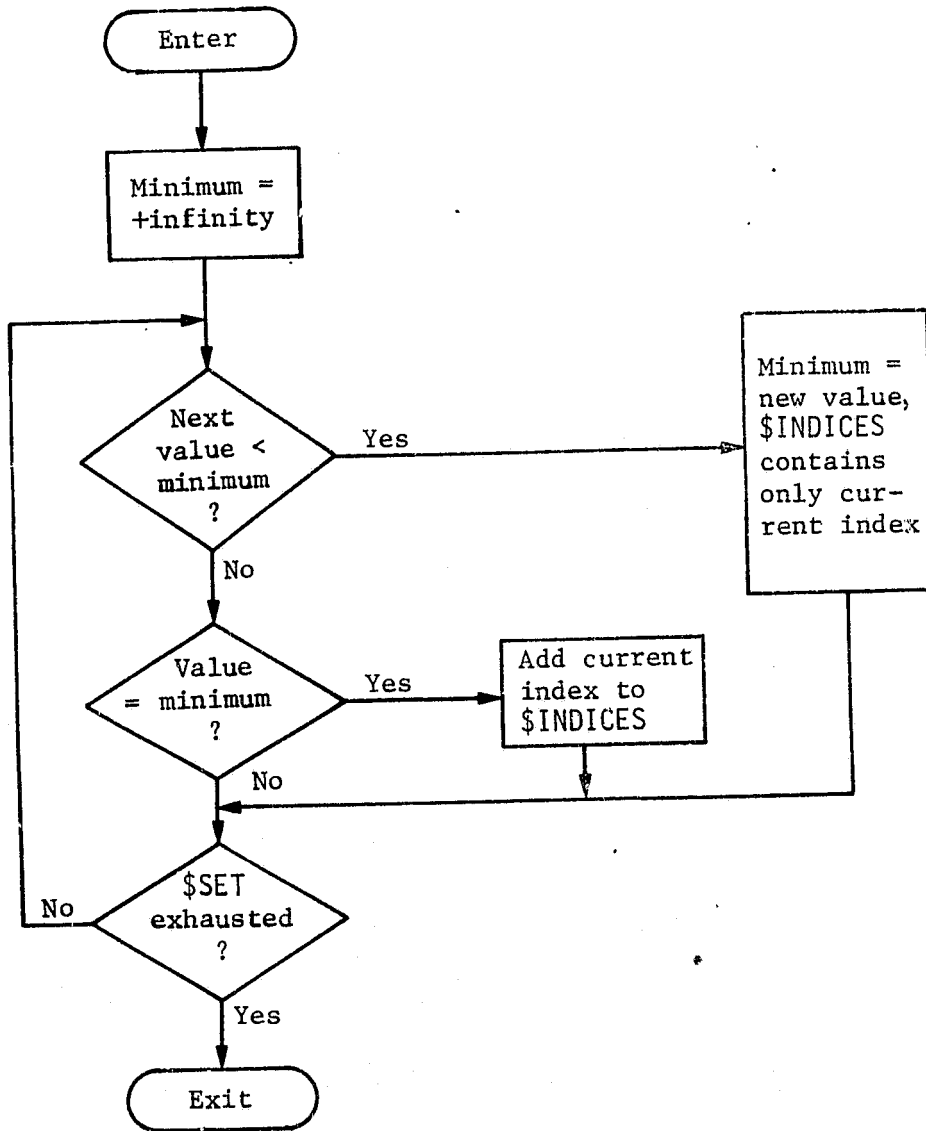 Enter
Minimum =
+infinity
Next
value <
minimum
?
Yes
Minimum =
new value,
$INDICES
contains
only cur-
rent index
No
Value
= minimum
?
Yes
Add current
index to
$INDICES
No
$SET
exhausted
?
No
Yes
Exit